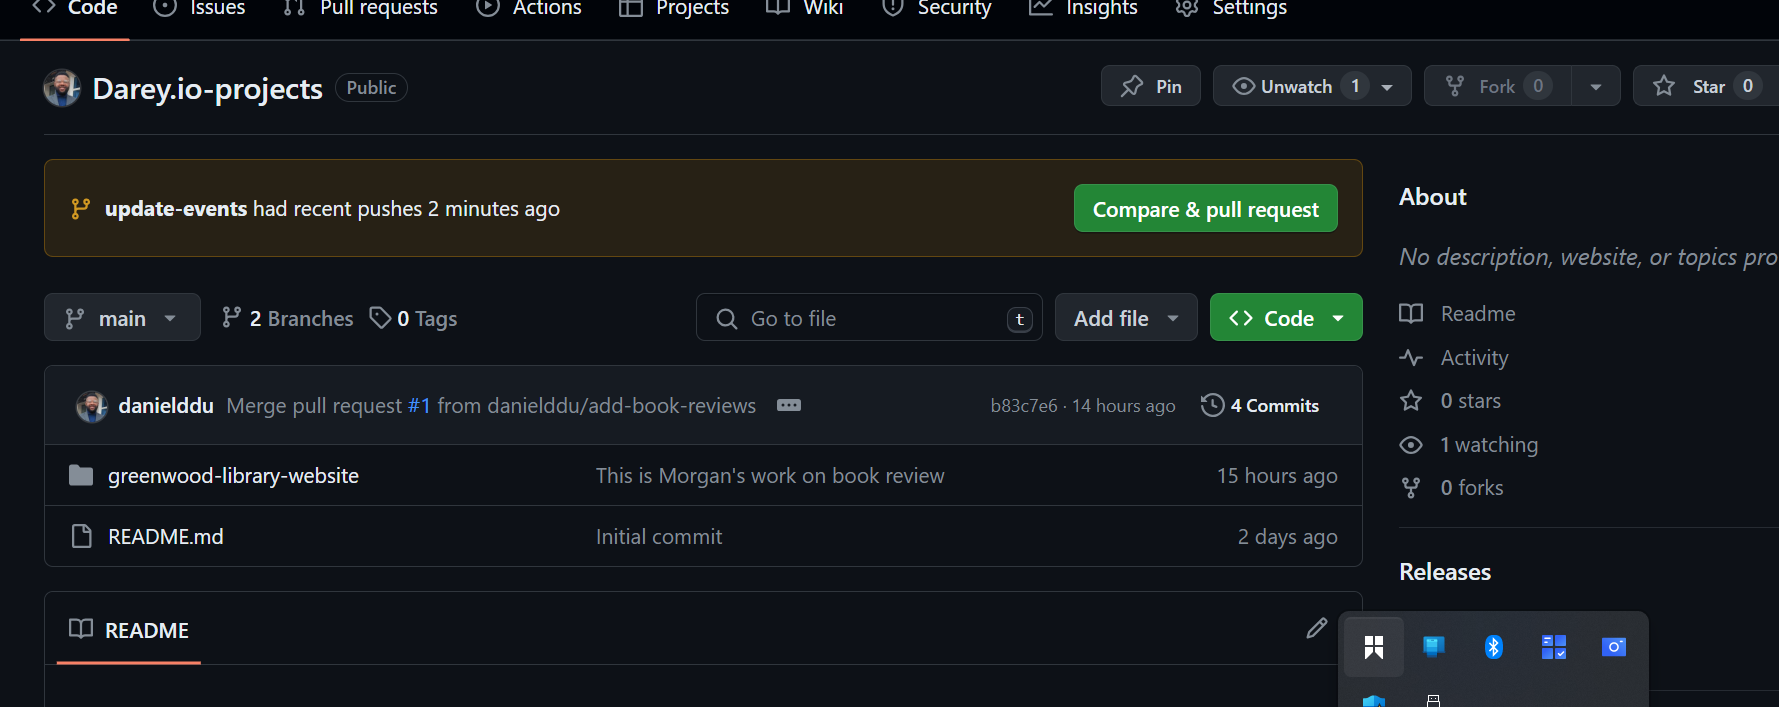 Code Issues Pull requests Actions Projects Wiki Security Insights Settings
Darey.io-projects Public Pin Unwatch 1 Fork 0 Star 0
update-events had recent pushes 2 minutes ago Compare & pull request
main 2 Branches 0 Tags Go to file t Add file Code
danielddu Merge pull request #1 from danielddu/add-book-reviews b83c7e6 · 14 hours ago 4 Commits
greenwood-library-website This is Morgan's work on book review 15 hours ago
README.md Initial commit 2 days ago
README
About
No description, website, or topics pro
Readme
Activity
0 stars
1 watching
0 forks
Releases